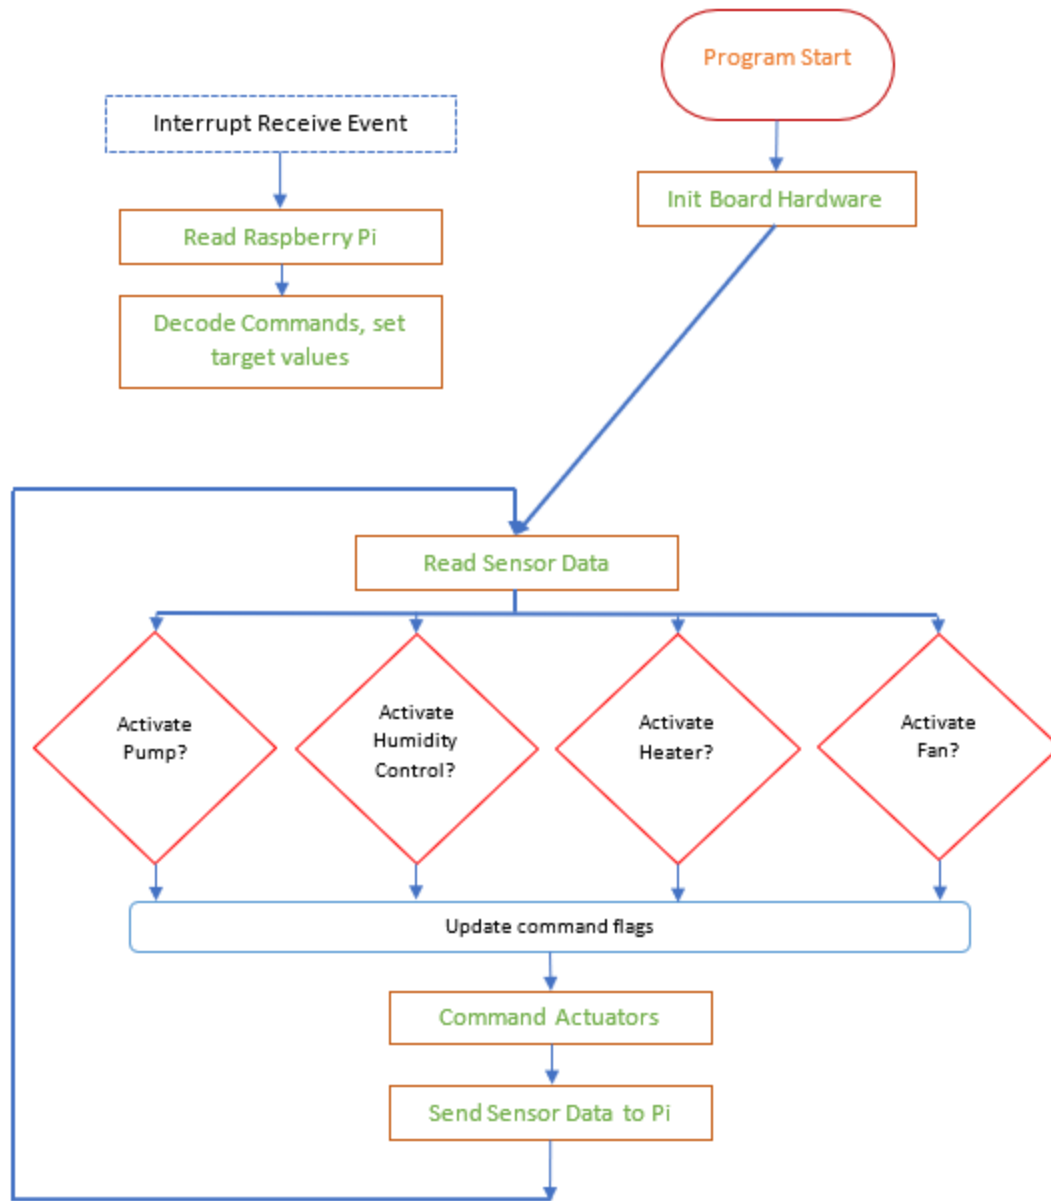 Program Start
Interrupt Receive Event
Init Board Hardware
Read Raspberry Pi
Decode Commands, set
target values
Read Sensor Data
Activate
Pump?
Activate
Humidity
Control?
Activate
Heater?
Activate
Fan?
Update command flags
Command Actuators
Send Sensor Data to Pi